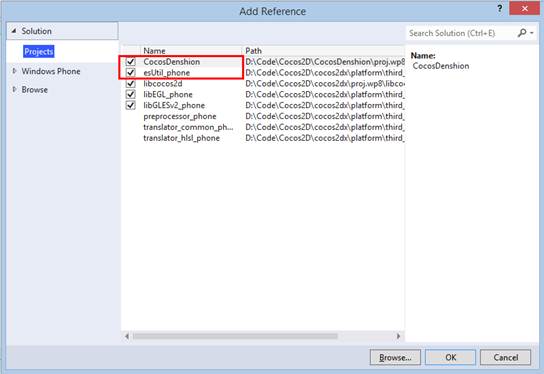 Add Reference
?
Solution
Projects
Windows Phone
Browse
Name Path
CocosDenshion D:\Code\Cocos2D\CocosDenshion\proj.wp8
esUtil_phone D:\Code\Cocos2D\cocos2dx\platform\third_
libcocos2d D:\Code\Cocos2D\cocos2dx\proj.wp8\libcoc
libEGL_phone D:\Code\Cocos2D\cocos2dx\platform\third_
libGLESv2_phone D:\Code\Cocos2D\cocos2dx\platform\third_
preprocessor_phone D:\Code\Cocos2D\cocos2dx\platform\third_
translator_common_ph... D:\Code\Cocos2D\cocos2dx\platform\third_
translator_hlsl_phone D:\Code\Cocos2D\cocos2dx\platform\third_
Search Solution (Ctrl+E)
Name:
CocosDenshion
Browse... OK Cancel